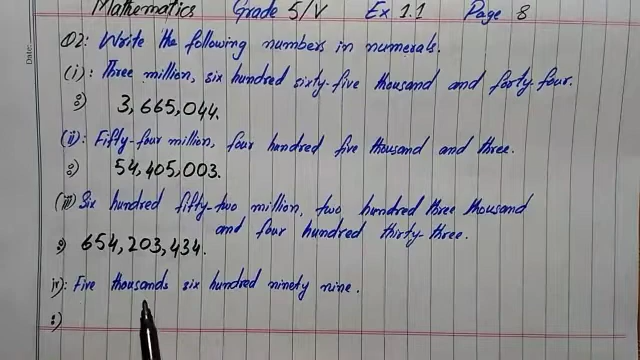 Mathematics Grade 5/V Ex 1.1 Page 8
Date:
Q2: Write the following numbers in numerals.
(i): Three million, six hundred sixty-five thousand and forty-four.
:) 3,665,044.
(ii): Fifty-four million, four hundred five thousand and three.
:) 54,405,003.
(iii) Six hundred fifty-two million, two hundred three thousand
and four hundred thirty-three.
:) 654,203,434.
iv): Five thousands six hundred ninety nine.
:)